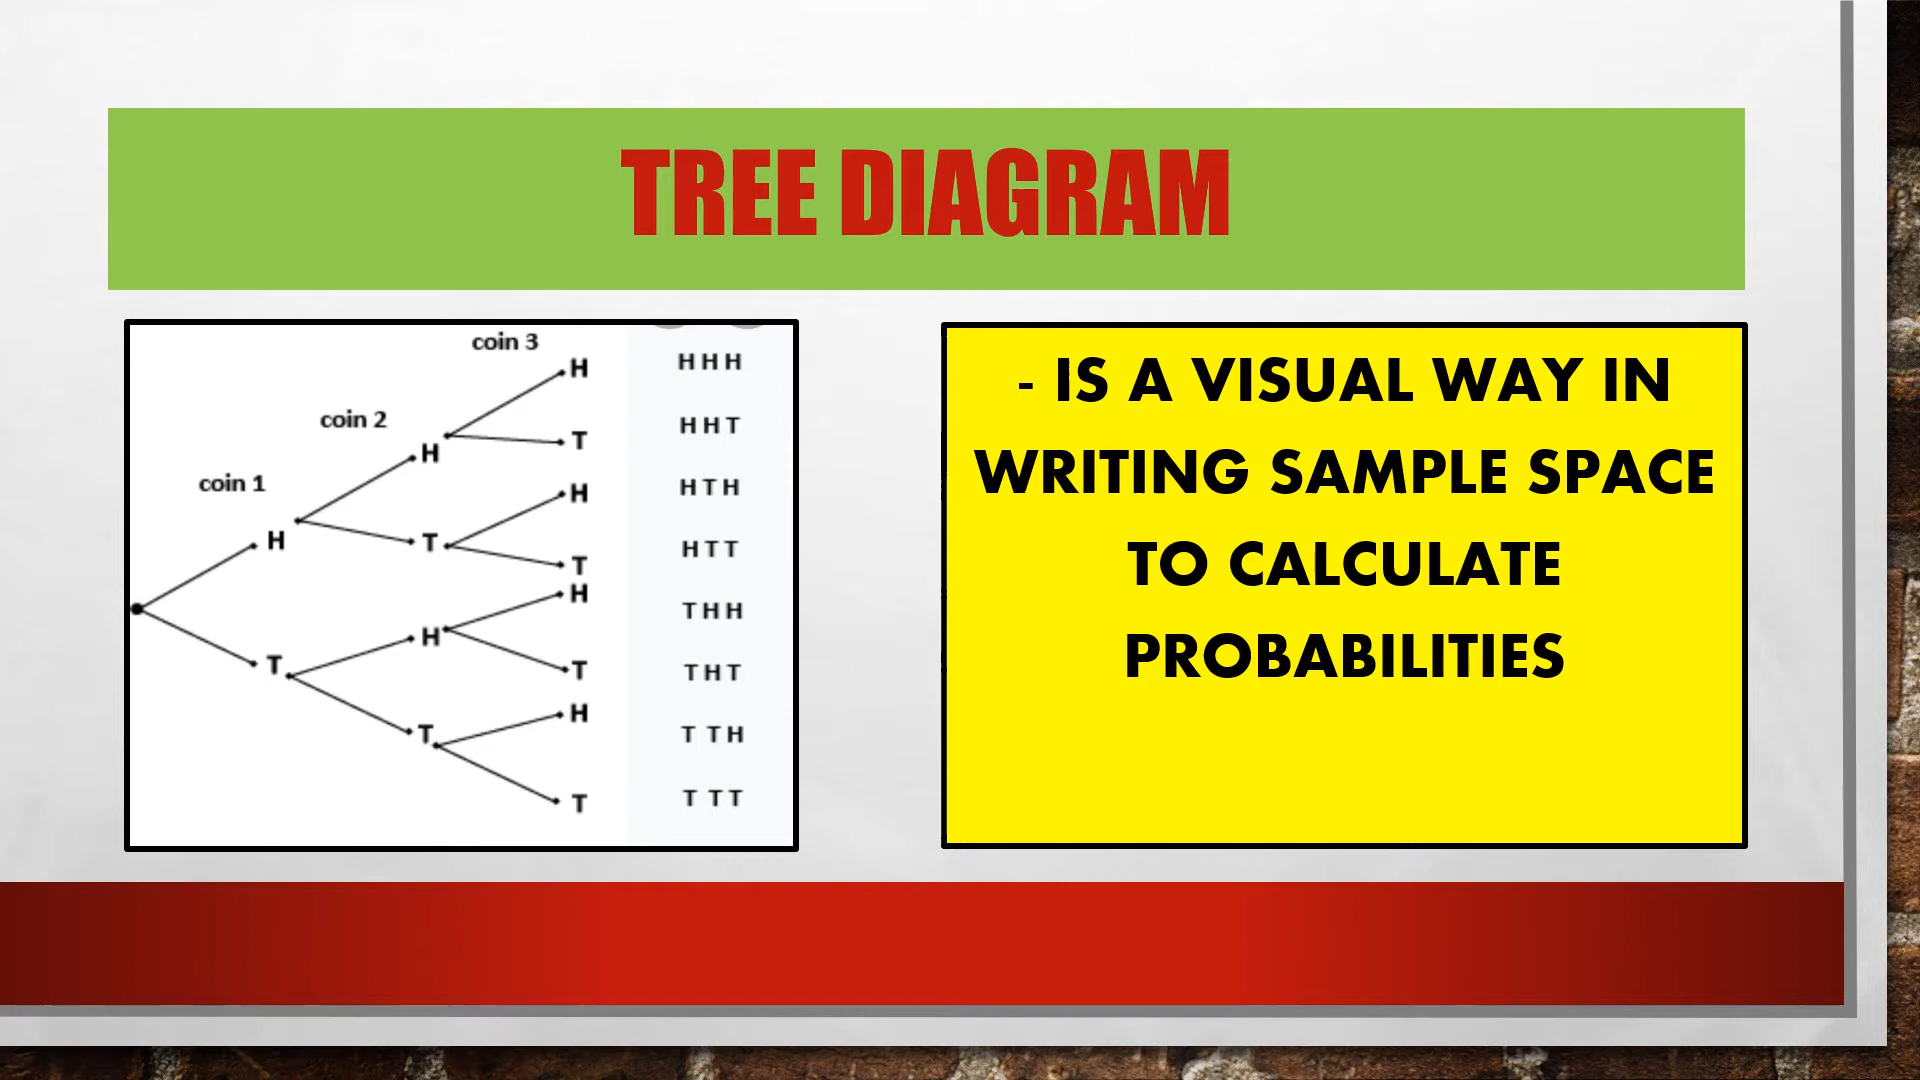 TREE DIAGRAM
coin 1
coin 2
coin 3
H
T
H
T
H
T
H
T
H
T
H
T
H
T
H H H
H H T
H T H
H T T
T H H
T H T
T T H
T T T
- IS A VISUAL WAY IN
WRITING SAMPLE SPACE
TO CALCULATE
PROBABILITIES